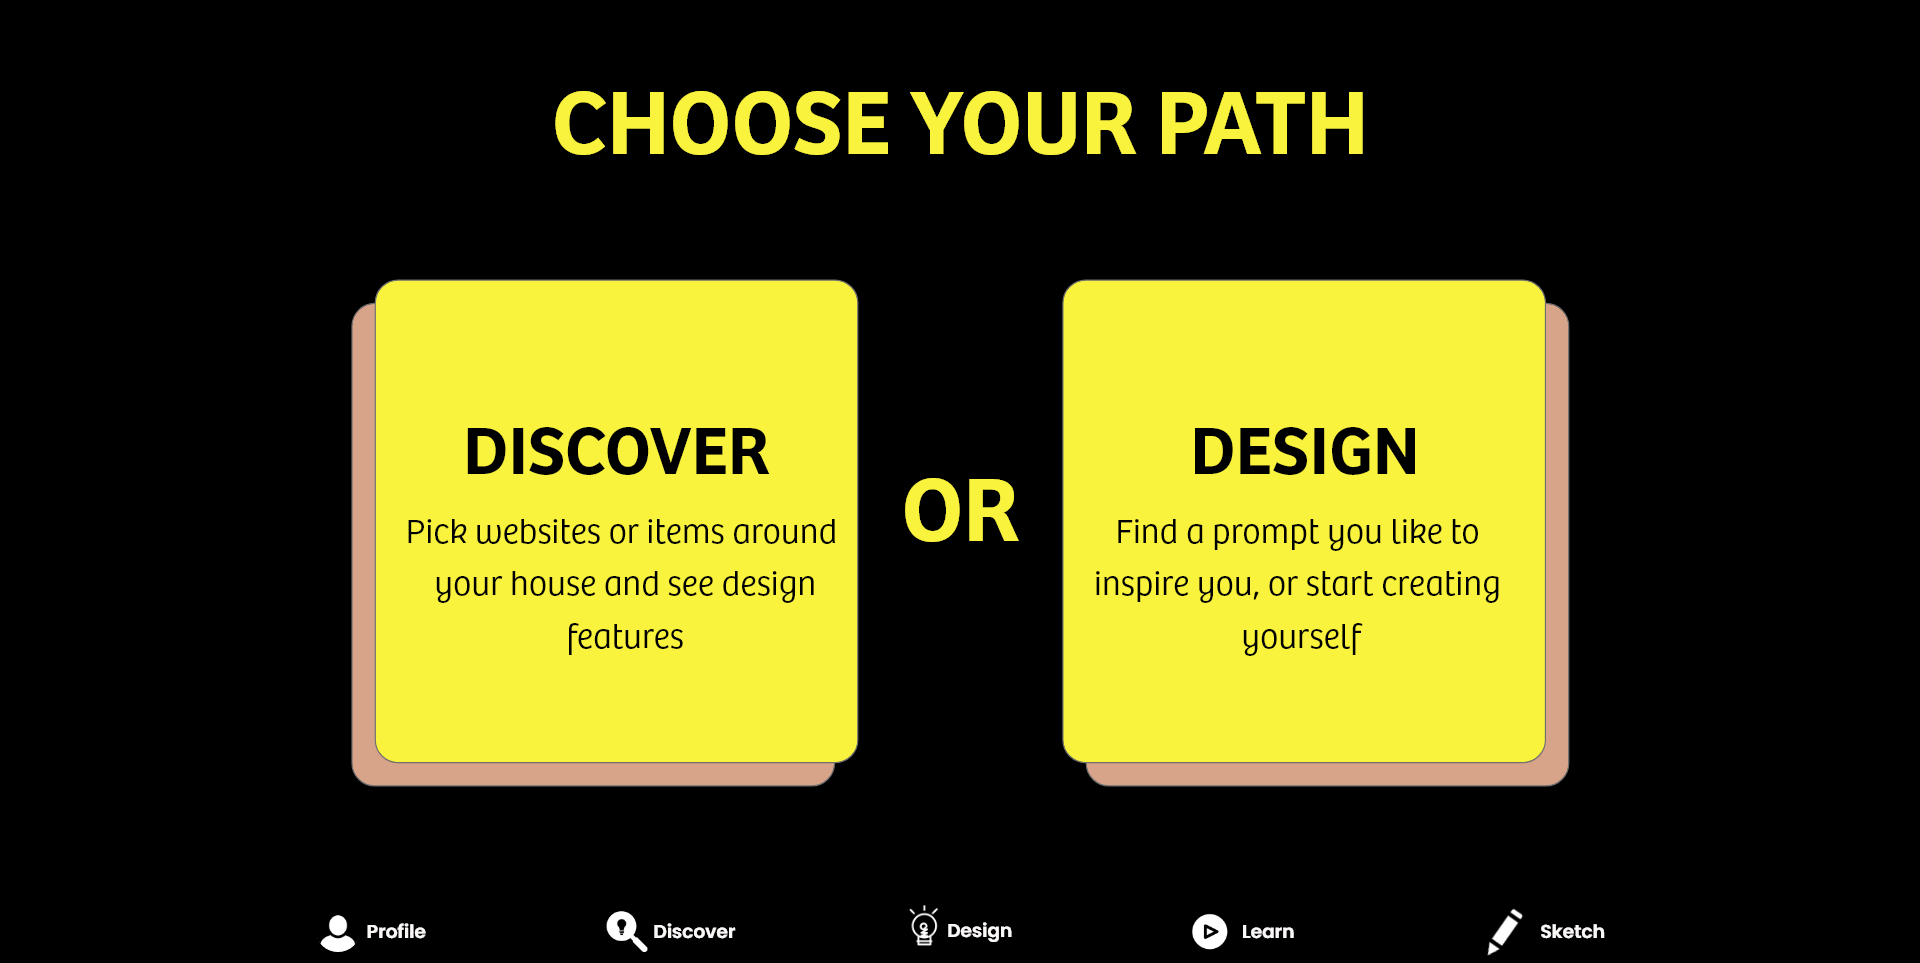 CHOOSE YOUR PATH
DISCOVER
Pick websites or items around
your house and see design
features
OR
DESIGN
Find a prompt you like to
inspire you, or start creating
yourself
Profile
Discover
Design
Learn
Sketch